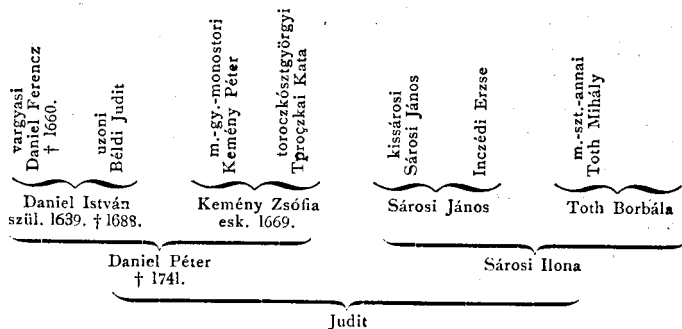 vargyasi
Daniel Ferencz
† 1660.
uzoni
Béldi Judit
m.-gy.-monostori
Kemény Péter
toroczkósztgyörgyi
Tproçzkai Kata
kissárosi
Sárosi János
Inczédi Erzse
m.-szt.-annai
Toth Mihály
Daniel István
szül. 1639. † 1688.
Kemény Zsófia
esk. 1669.
Sárosi János
Toth Borbála
Daniel Péter
† 1741.
Sárosi Ilona
Judit